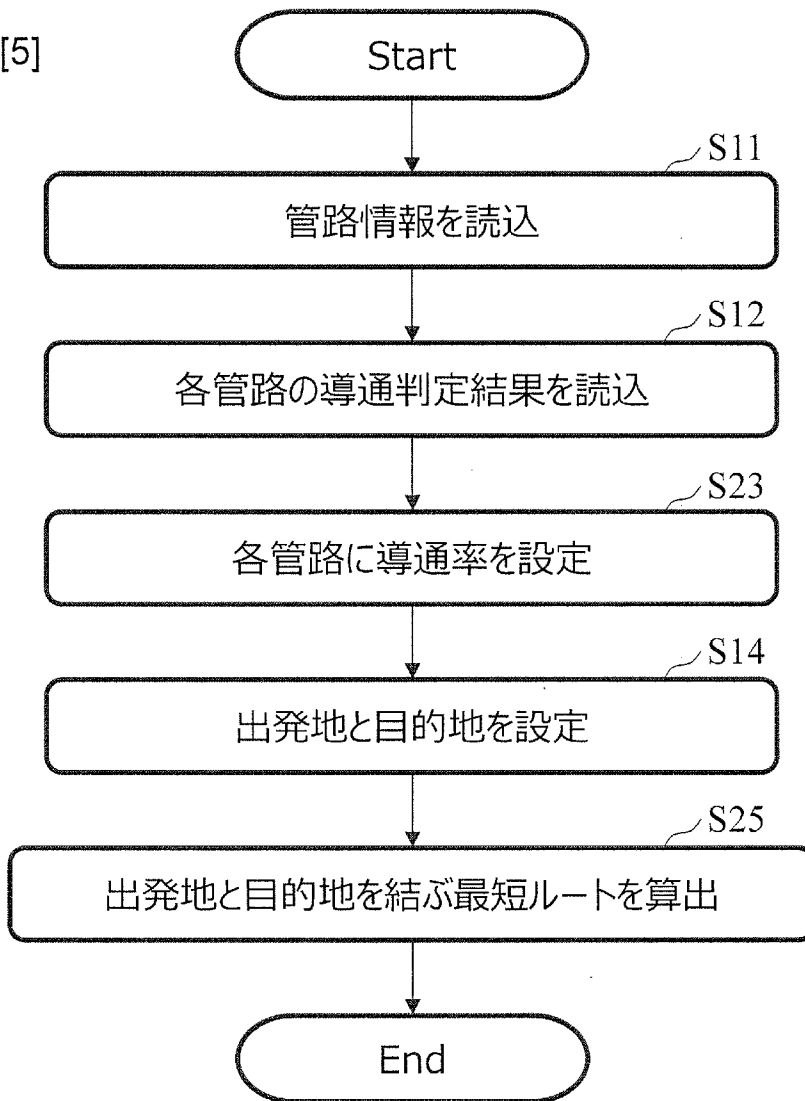 [5]
Start
S11
管路情報を読込
S12
各管路の導通判定結果を読込
S23
各管路に導通率を設定
S14
出発地と目的地を設定
S25
出発地と目的地を結ぶ最短ルートを算出
End